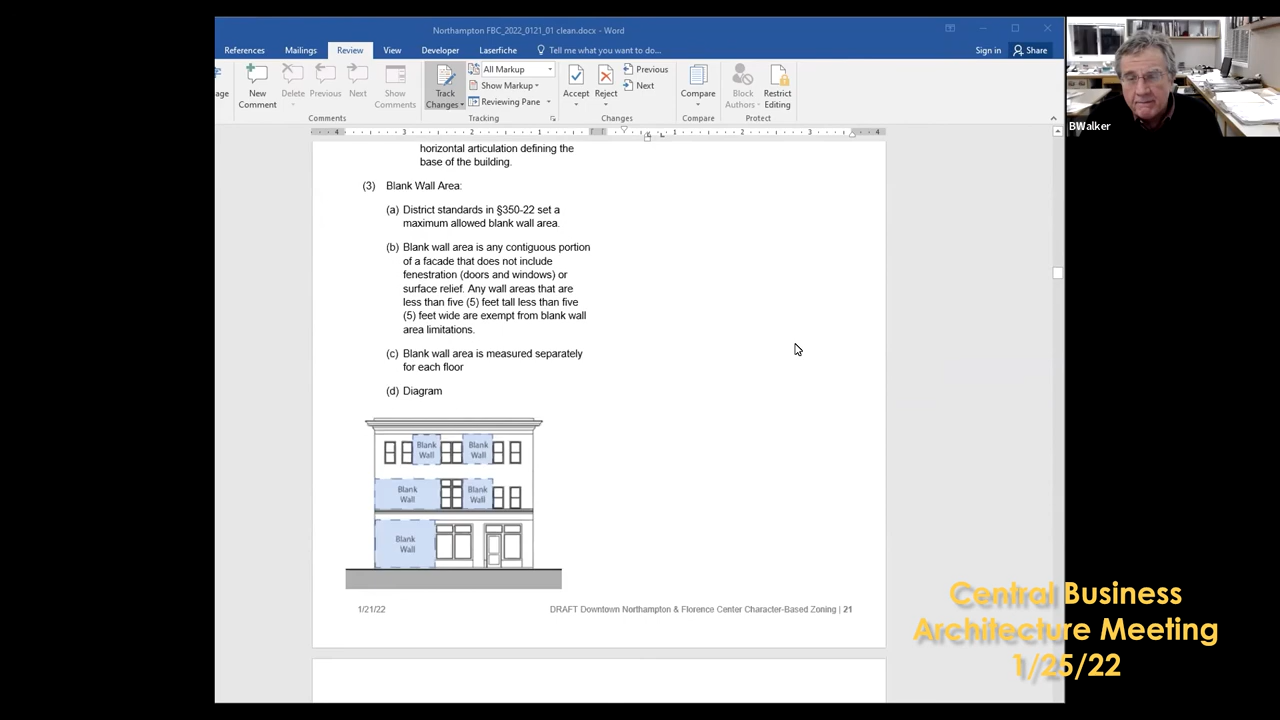 Northampton FBC_2022_0121_01 clean.docx - Word
References Mailings Review View Developer Laserfiche Tell me what you want to do... Sign in Share
New Comment
Delete
Previous
Next
Show Comments
Comments
Track Changes
All Markup
Show Markup
Reviewing Pane
Tracking
Accept
Reject
Previous
Next
Changes
Compare
Compare
Block Authors
Restrict Editing
Protect
BWalker
4 3 2 1 1 2 3 4
horizontal articulation defining the
base of the building.
(3) Blank Wall Area:
(a) District standards in §350-22 set a
maximum allowed blank wall area.
(b) Blank wall area is any contiguous portion
of a facade that does not include
fenestration (doors and windows) or
surface relief. Any wall areas that are
less than five (5) feet tall less than five
(5) feet wide are exempt from blank wall
area limitations.
(c) Blank wall area is measured separately
for each floor
(d) Diagram
Blank Wall
Blank Wall
Blank Wall
Blank Wall
Blank Wall
1/21/22 DRAFT Downtown Northampton & Florence Center Character-Based Zoning | 21
Central Business
Architecture Meeting
1/25/22